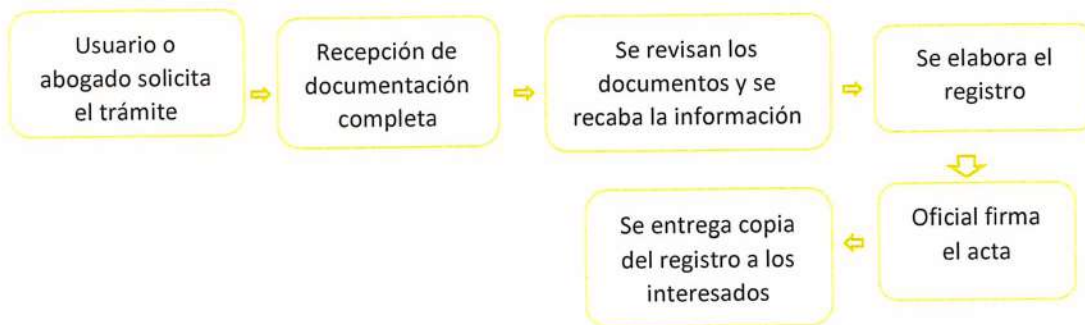 Usuario o
abogado solicita
el trámite
Recepción de
documentación
completa
Se revisan los
documentos y se
recaba la información
Se elabora el
registro
Oficial firma
el acta
Se entrega copia
del registro a los
interesados